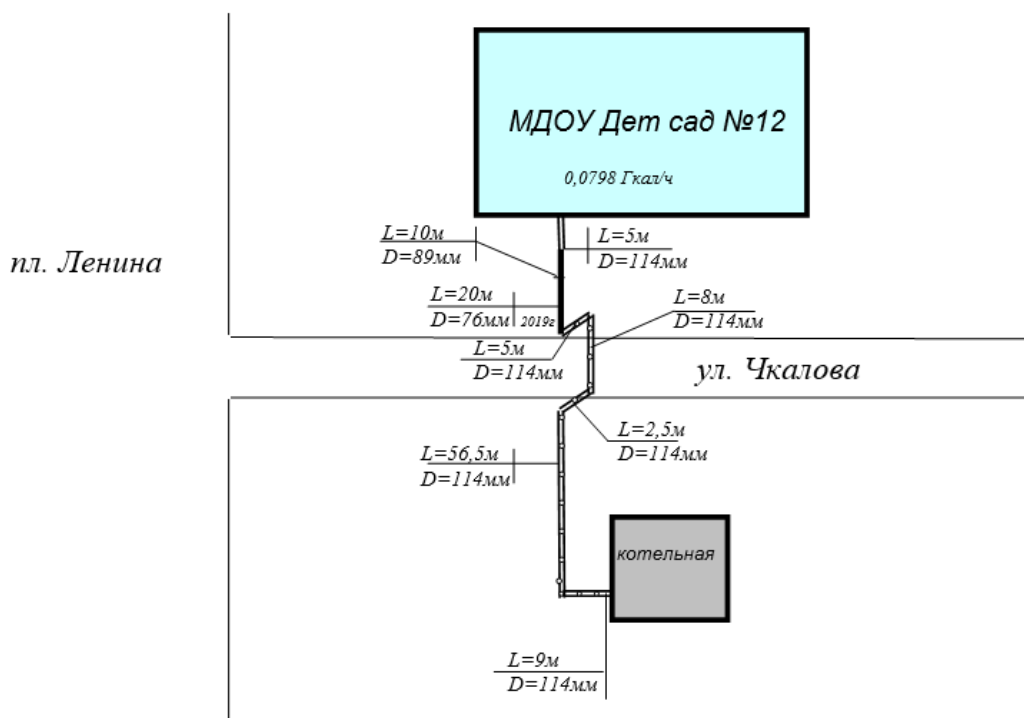 МДОУ Дет сад №12
0,0798 Гкал/ч
L=10м
D=89мм
L=5м
D=114мм
пл. Ленина
L=20м
D=76мм 2019г
L=8м
D=114мм
L=5м
D=114мм
ул. Чкалова
L=2,5м
D=114мм
L=56,5м
D=114мм
котельная
L=9м
D=114мм